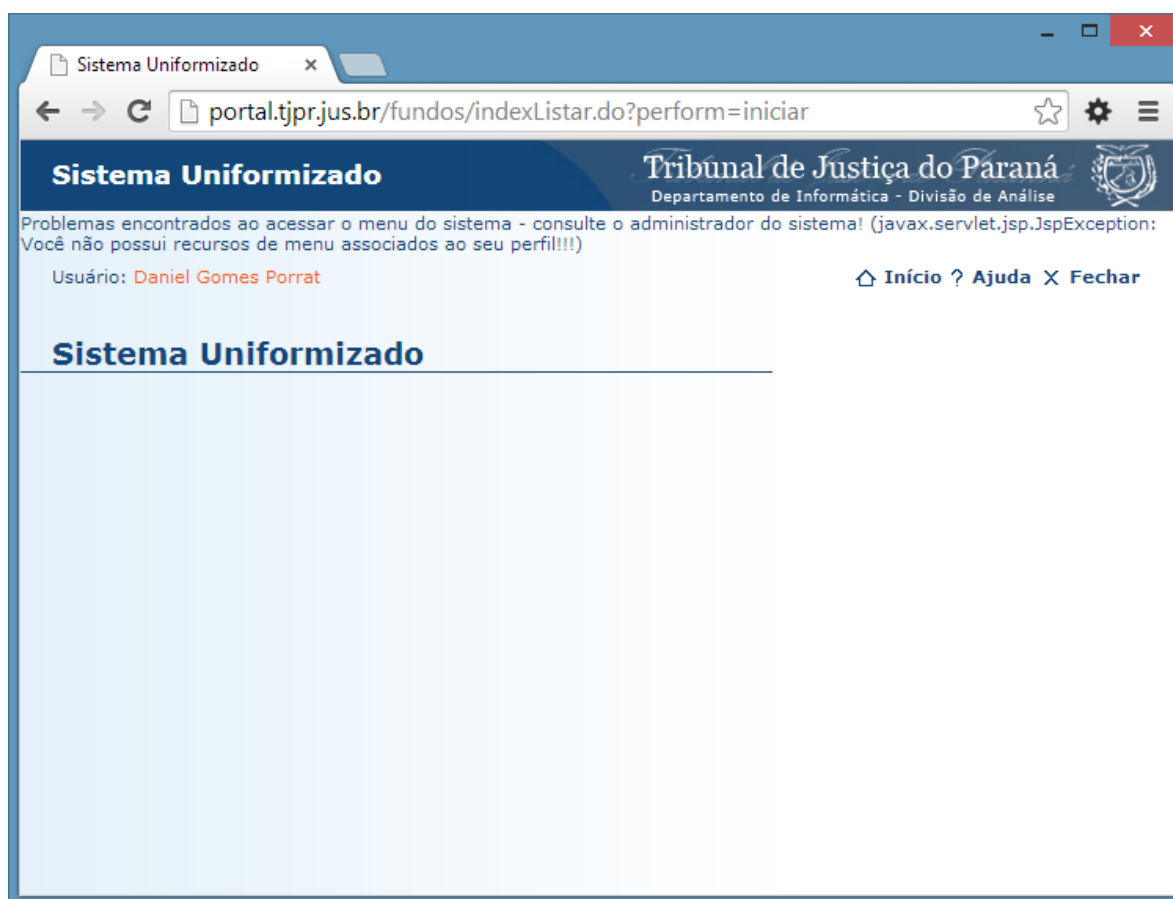 Sistema Uniformizado
portal.tjpr.jus.br/fundos/indexListar.do?perform=iniciar
Sistema Uniformizado
Tribunal de Justiça do Paraná
Departamento de Informática - Divisão de Análise
Problemas encontrados ao acessar o menu do sistema - consulte o administrador do sistema! (javax.servlet.jsp.JspException:
Você não possui recursos de menu associados ao seu perfil!!!)
Usuário: Daniel Gomes Porrat
Início ? Ajuda X Fechar
Sistema Uniformizado